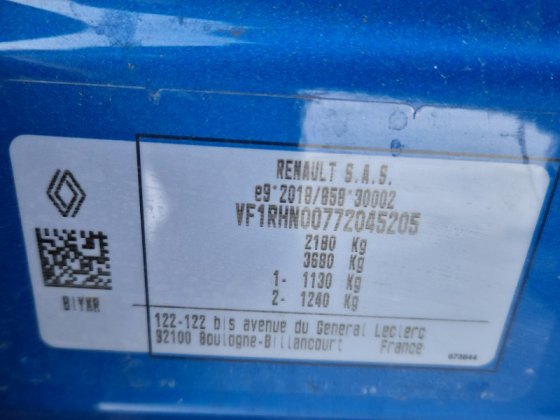 RENAULT S.A.S.
e9*2018/858*30002
VF1RHN00772045205
2180 Kg
3680 Kg
1- 1130 Kg
2- 1240 Kg
BIYKR
122-122 bis avenue du General Leclerc
92100 Boulogne-Billancourt France
673844